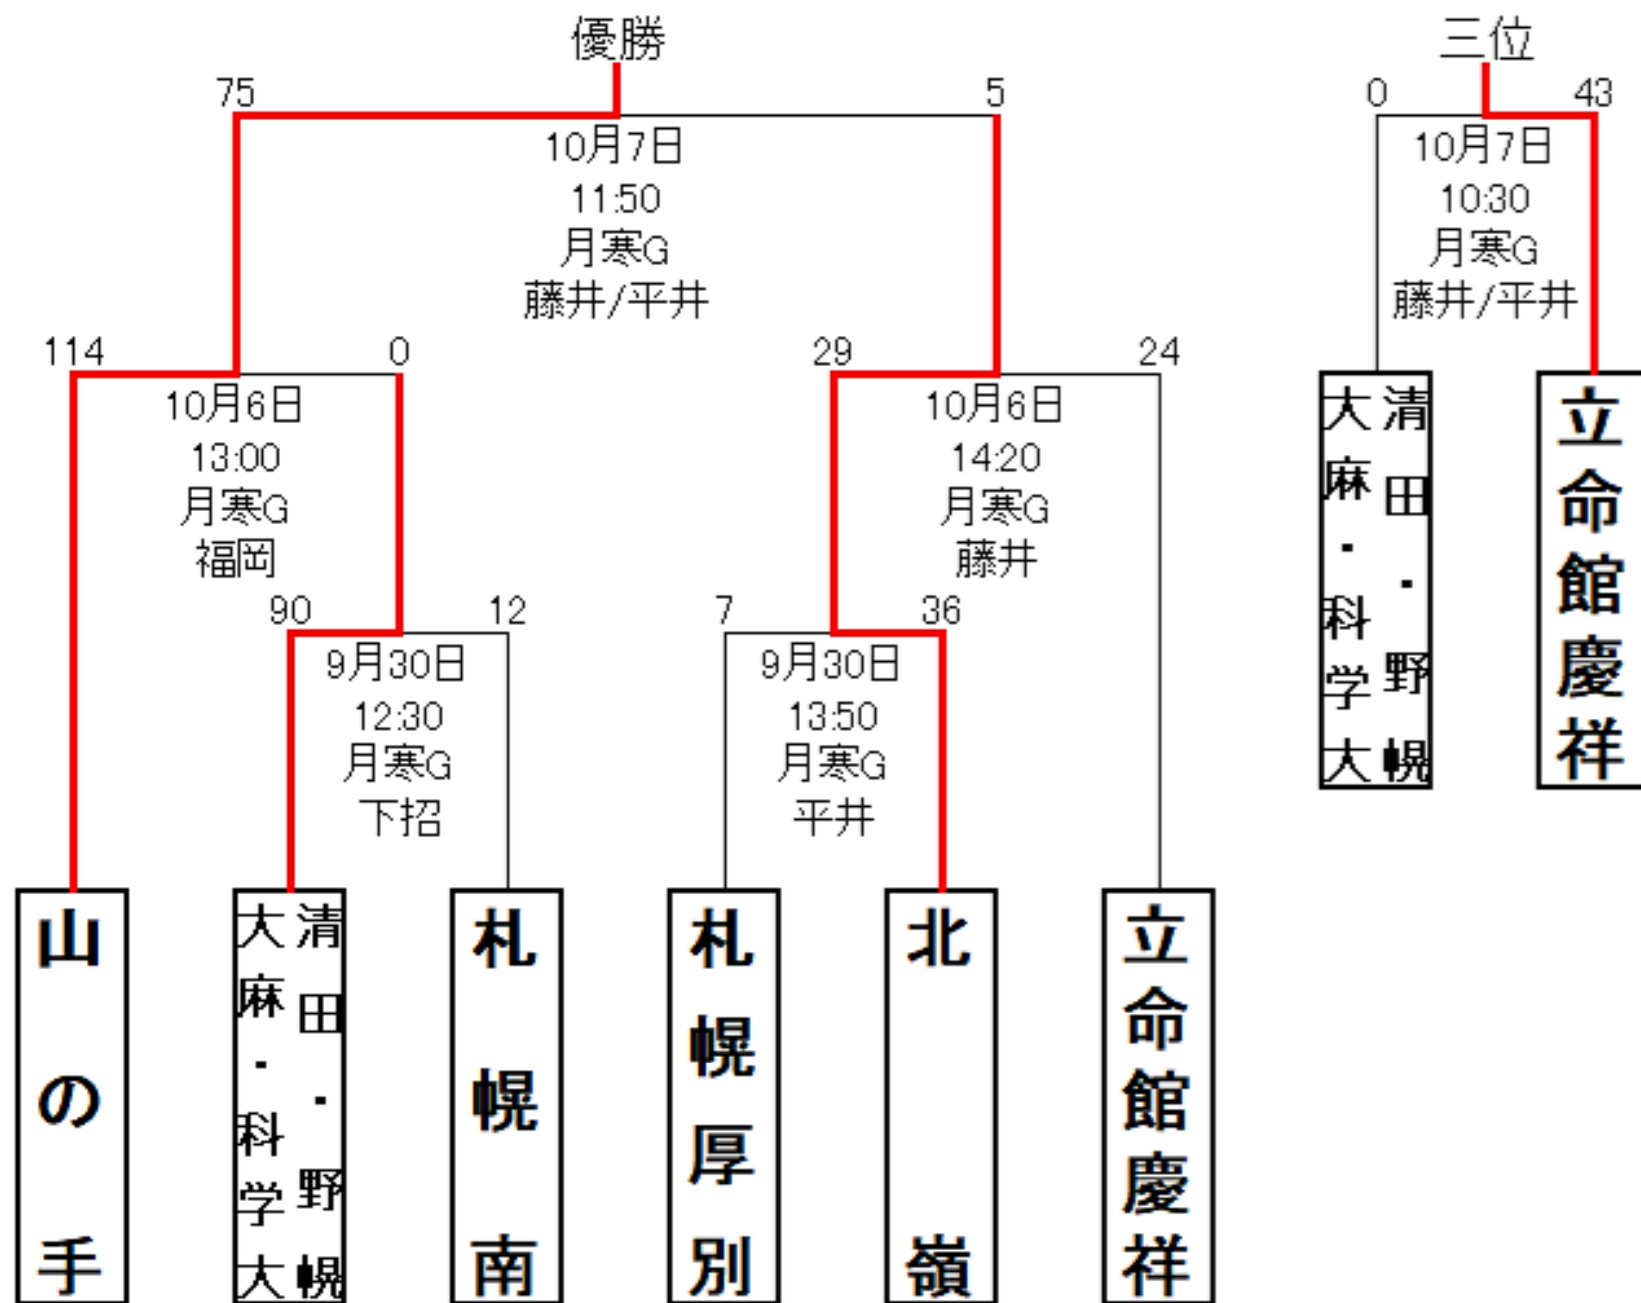 優勝
75
5
10月7日
11:50
月寒G
藤井/平井
三位
0
43
10月7日
10:30
月寒G
藤井/平井
114
0
10月6日
13:00
月寒G
福岡
29
24
10月6日
14:20
月寒G
藤井
90
12
9月30日
12:30
月寒G
下招
7
36
9月30日
13:50
月寒G
平井
清田・野幌
大麻・科学大
立命館慶祥
山の手
清田・野幌
大麻・科学大
札幌南
札幌厚別
北嶺
立命館慶祥